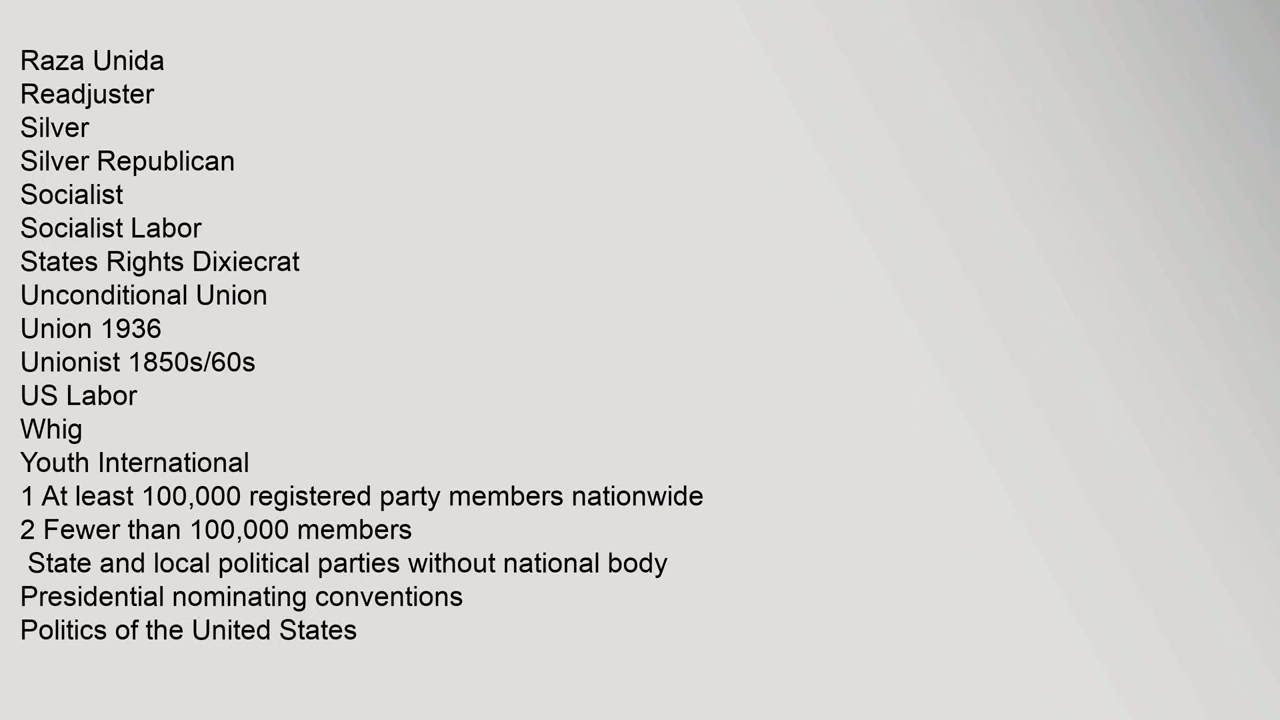 Raza Unida
Readjuster
Silver
Silver Republican
Socialist
Socialist Labor
States Rights Dixiecrat
Unconditional Union
Union 1936
Unionist 1850s/60s
US Labor
Whig
Youth International
1 At least 100,000 registered party members nationwide
2 Fewer than 100,000 members
State and local political parties without national body
Presidential nominating conventions
Politics of the United States